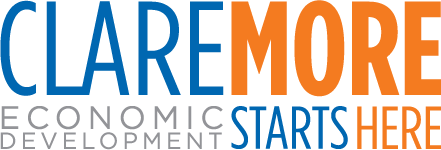 CLAREMORE
ECONOMIC
DEVELOPMENT
STARTS HERE